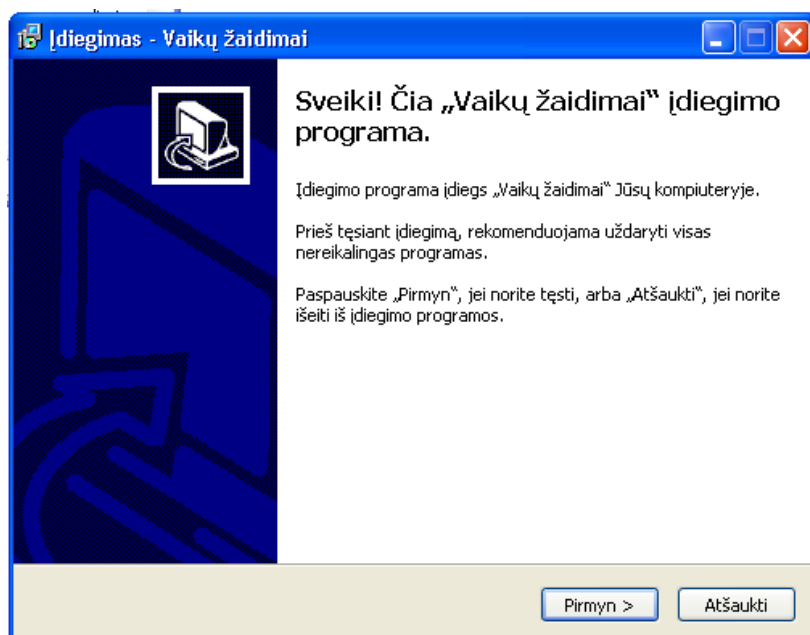 Įdiegimas - Vaikų žaidimai
Sveiki! Čia „Vaikų žaidimai“ įdiegimo
programa.
Įdiegimo programa įdiegs „Vaikų žaidimai“ Jūsų kompiuteryje.
Prieš tęsiant įdiegimą, rekomenduojama uždaryti visas
nereikalingas programas.
Paspauskite „Pirmyn“, jei norite tęsti, arba „Atšaukti“, jei norite
išeiti iš įdiegimo programos.
Pirmyn >
Atšaukti